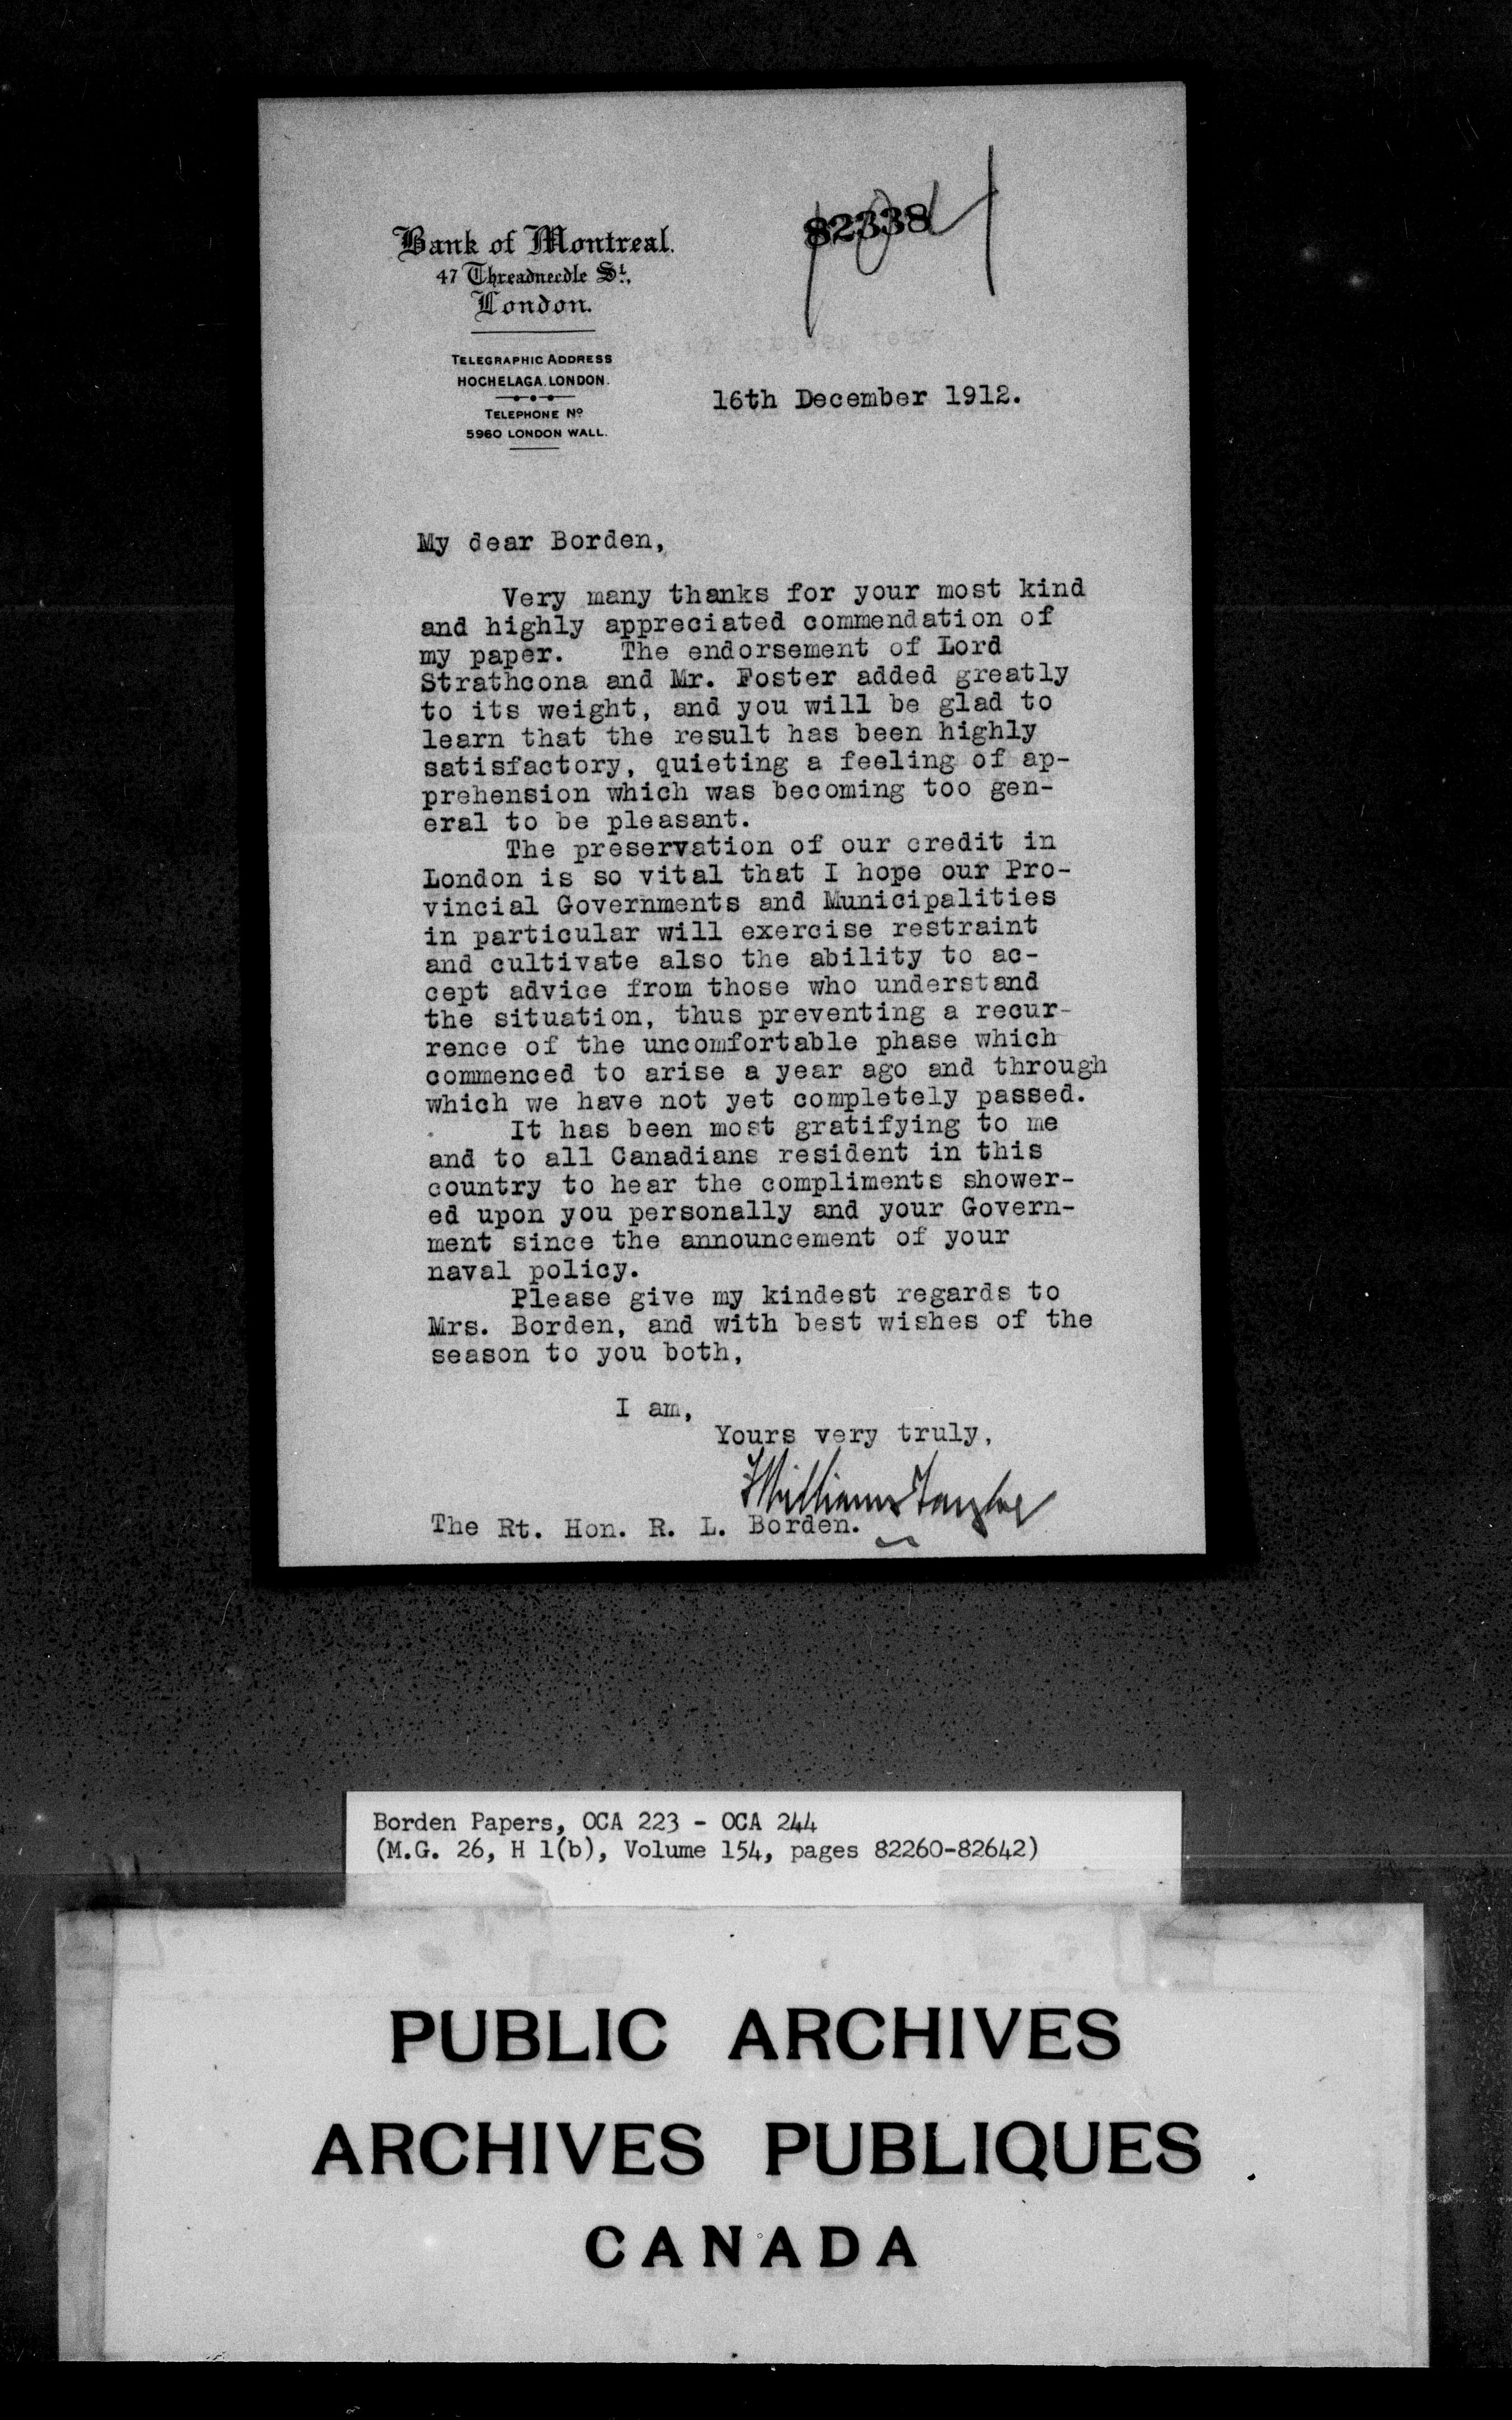 82338
Bank of Montreal.
47 Threadneedle St.,
London.
TELEGRAPHIC ADDRESS
HOCHELAGA. LONDON.
TELEPHONE No
5960 LONDON WALL.
16th December 1912.
My dear Borden,
Very many thanks for your most kind
and highly appreciated commendation of
my paper. The endorsement of Lord
Strathcona and Mr. Foster added greatly
to its weight, and you will be glad to
learn that the result has been highly
satisfactory, quieting a feeling of ap-
prehension which was becoming too gen-
eral to be pleasant.
The preservation of our credit in
London is so vital that I hope our Pro-
vincial Governments and Municipalities
in particular will exercise restraint
and cultivate also the ability to ac-
cept advice from those who understand
the situation, thus preventing a recur-
rence of the uncomfortable phase which
commenced to arise a year ago and through
which we have not yet completely passed.
It has been most gratifying to me
and to all Canadians resident in this
country to hear the compliments shower-
ed upon you personally and your Govern-
ment since the announcement of your
naval policy.
Please give my kindest regards to
Mrs. Borden, and with best wishes of the
season to you both,
I am,
Yours very truly,
Williams Taylor
The Rt. Hon. R. L. Borden.
Borden Papers, OCA 223 - OCA 244
(M.G. 26, H 1(b), Volume 154, pages 82260-82642)
PUBLIC ARCHIVES
ARCHIVES PUBLIQUES
CANADA